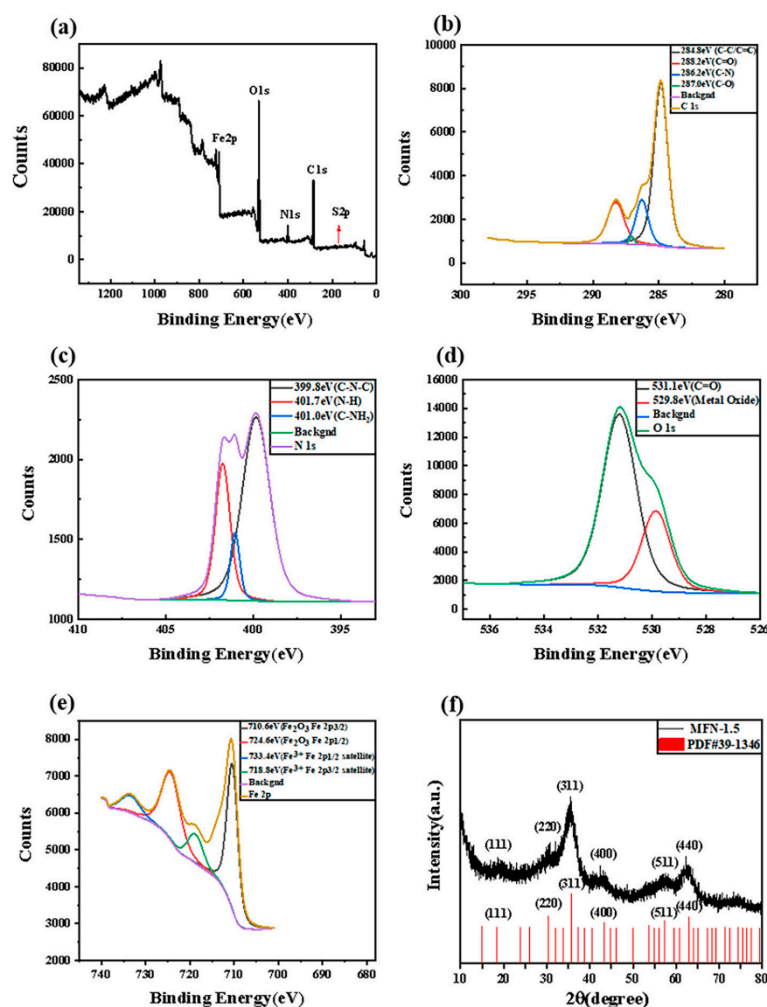 (a)
Counts
80000
60000
40000
20000
0
Fe2p
O1s
N1s
C1s
S2p
1200 1000 800 600 400 200 0
Binding Energy(eV)
(b)
Counts
10000
8000
6000
4000
2000
0
284.8eV (C-C/C=C)
288.2eV(C=O)
286.2eV(C-N)
287.0eV(C-O)
Backgnd
C 1s
300 295 290 285 280
Binding Energy(eV)
(c)
Counts
2500
2000
1500
1000
399.8eV(C-N-C)
401.7eV(N-H)
401.0eV(C-NH₂)
Backgnd
N 1s
410 405 400 395
Binding Energy(eV)
(d)
Counts
16000
14000
12000
10000
8000
6000
4000
2000
0
531.1eV(C=O)
529.8eV(Metal Oxide)
Backgnd
O 1s
536 534 532 530 528 526
Binding Energy(eV)
(e)
Counts
8000
7000
6000
5000
4000
3000
2000
710.6eV(Fe₂O₃ Fe 2p3/2)
724.6eV(Fe₂O₃ Fe 2p1/2)
733.4eV(Fe³⁺ Fe 2p1/2 satellite)
718.8eV(Fe³⁺ Fe 2p3/2 satellite)
Backgnd
Fe 2p
740 730 720 710 700 690 680
Binding Energy(eV)
(f)
Intensity(a.u.)
MFN-1.5
PDF#39-1346
(111)
(220)
(311)
(400)
(511)
(440)
(111)
(220)
(311)
(400)
(511)
(440)
10 20 30 40 50 60 70 80
2θ(degree)